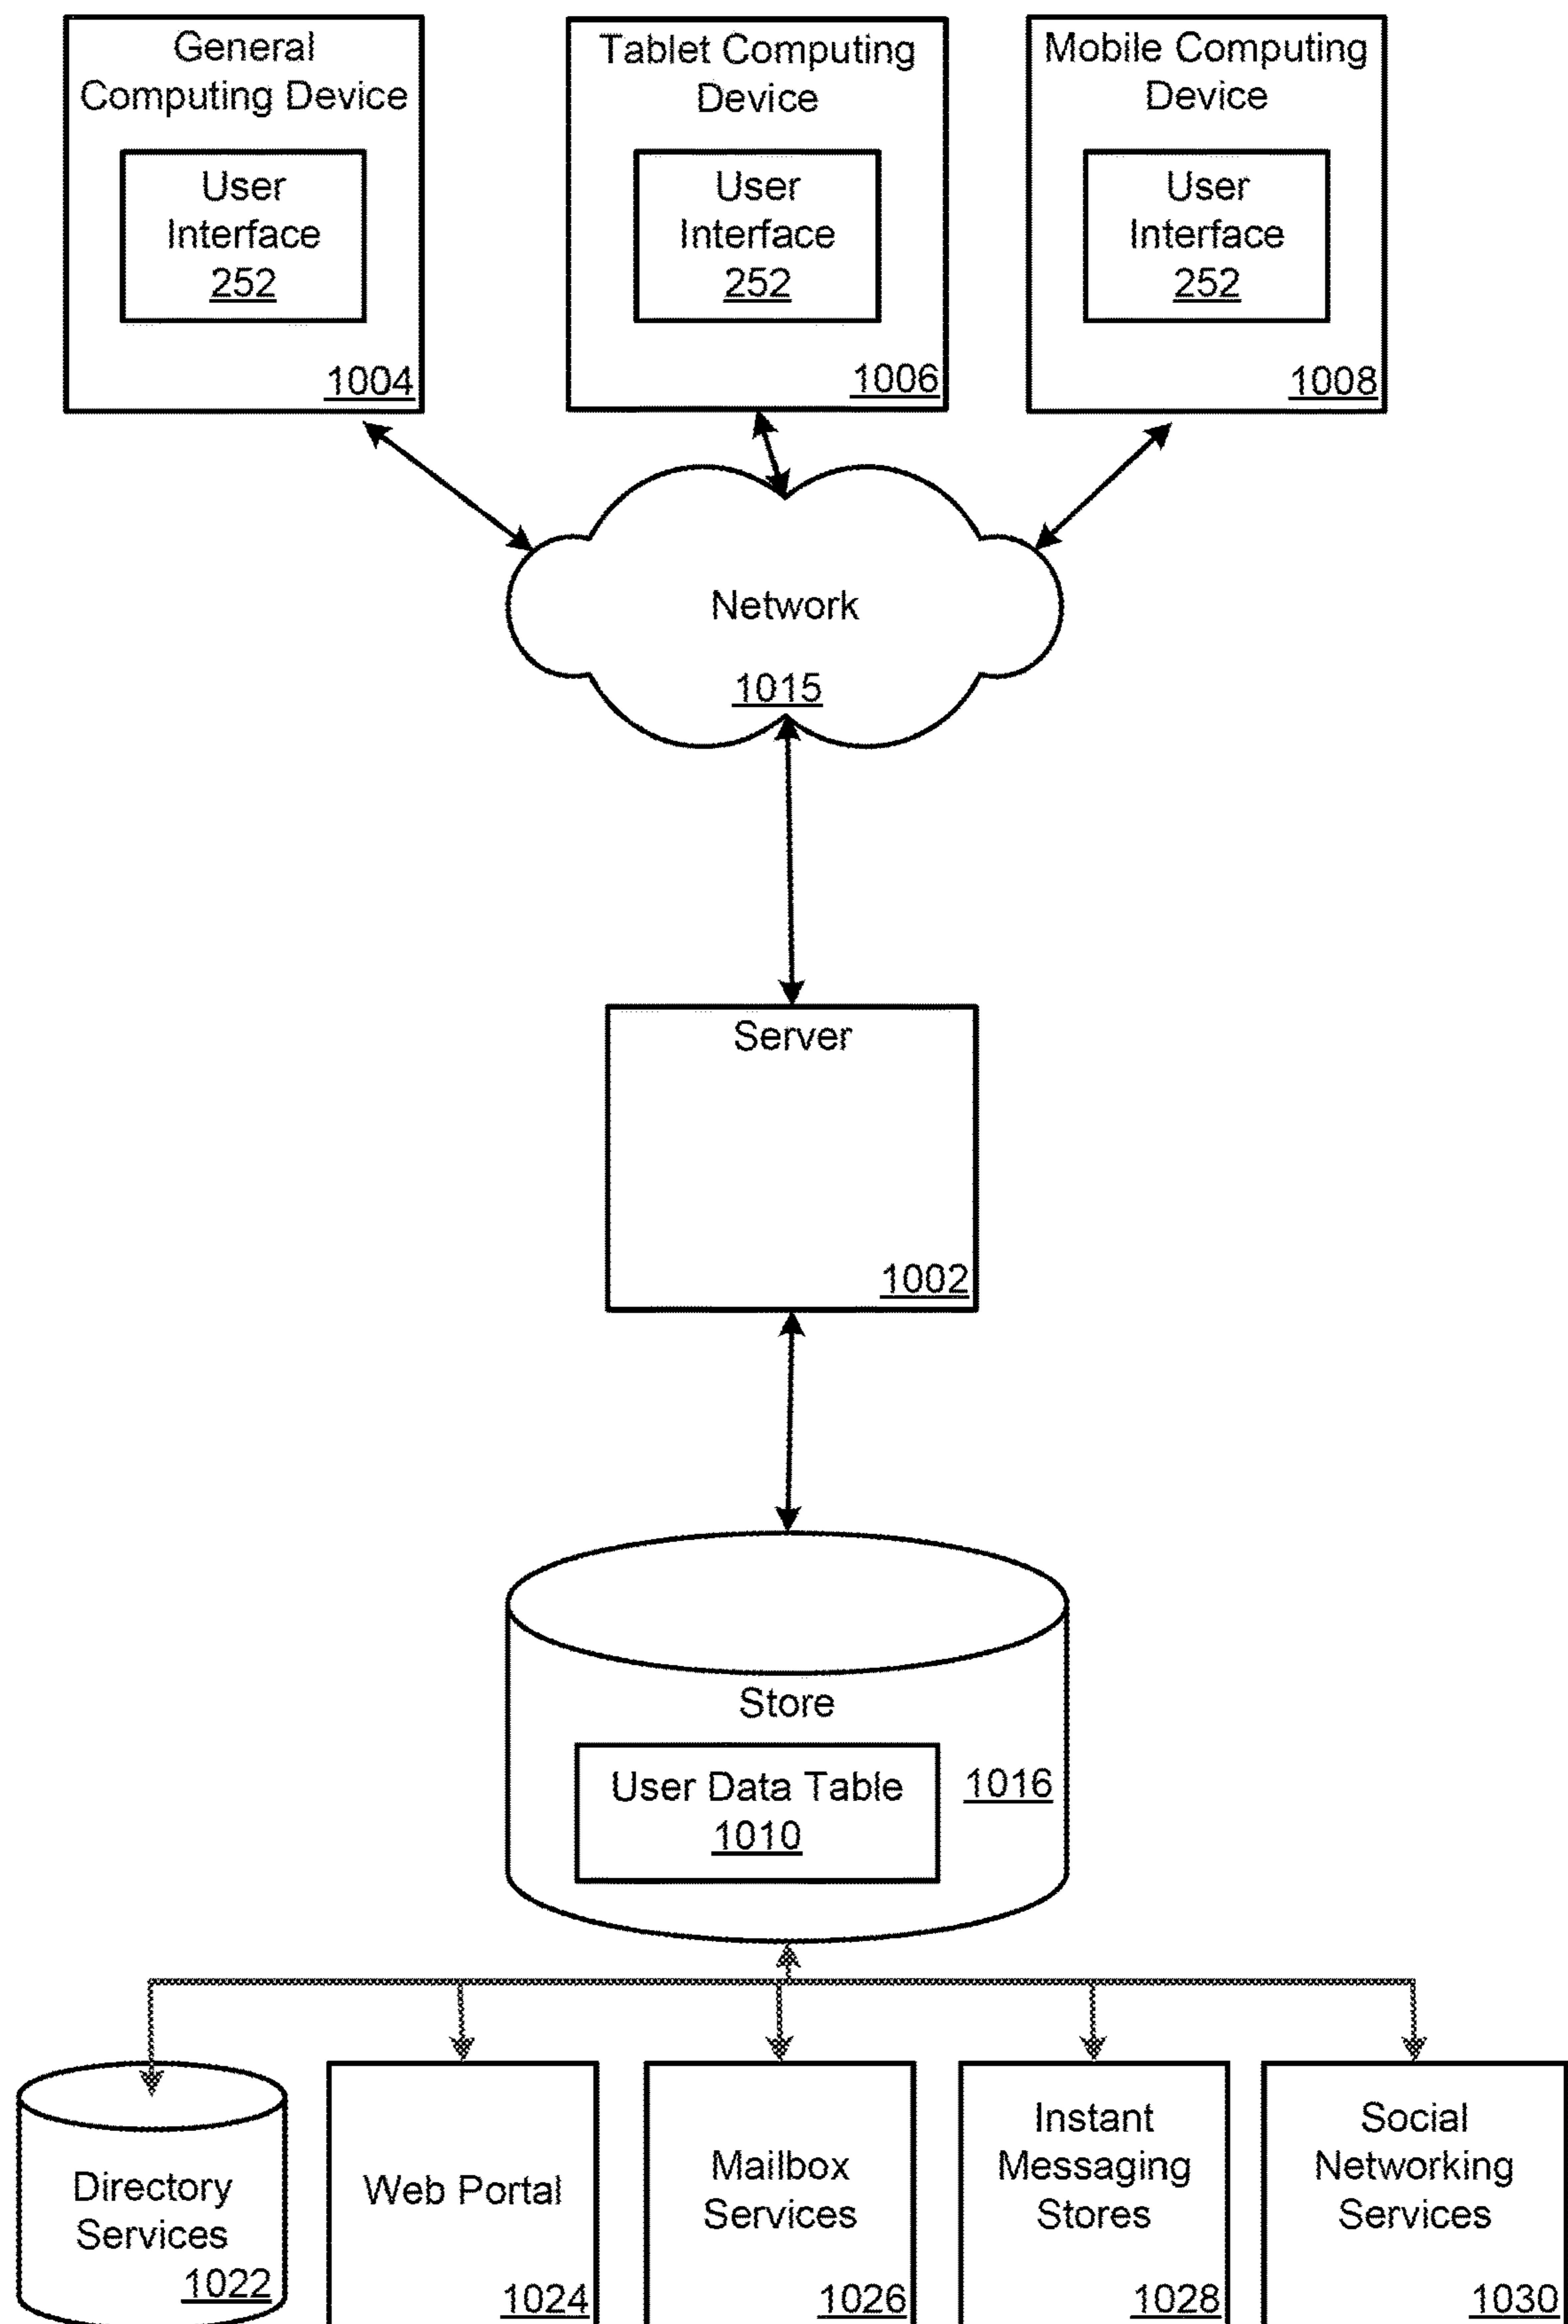 General
Computing Device
User
Interface
252
1004
Tablet Computing
Device
User
Interface
252
1006
Mobile Computing
Device
User
Interface
252
1008
Network
1015
Server
1002
Store
User Data Table
1010
1016
Directory
Services
1022
Web Portal
1024
Mailbox
Services
1026
Instant
Messaging
Stores
1028
Social
Networking
Services
1030